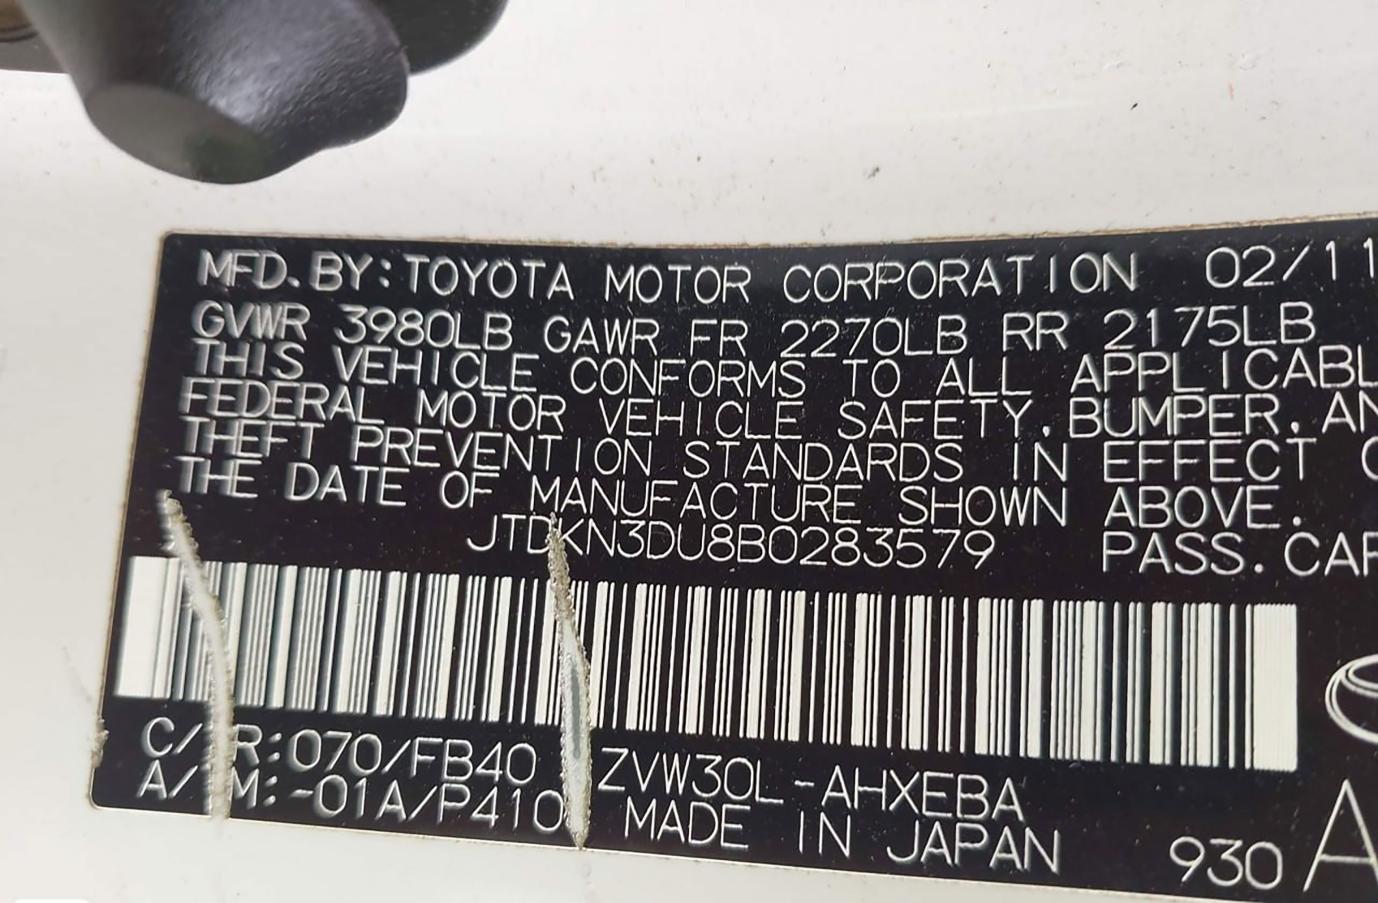 MFD. BY: TOYOTA MOTOR CORPORATION 02/11
GVWR 3980LB GAWR FR 2270LB RR 2175LB
THIS VEHICLE CONFORMS TO ALL APPLICABL
FEDERAL MOTOR VEHICLE SAFETY, BUMPER, AN
THEFT PREVENTION STANDARDS IN EFFECT
THE DATE OF MANUFACTURE SHOWN ABOVE.
JTDKN3DU8B0283579 PASS. CAR
C/TR: 070/FB40 ZVW30L-AHXEBA
A/TM: -01A/P410 MADE IN JAPAN 930 A